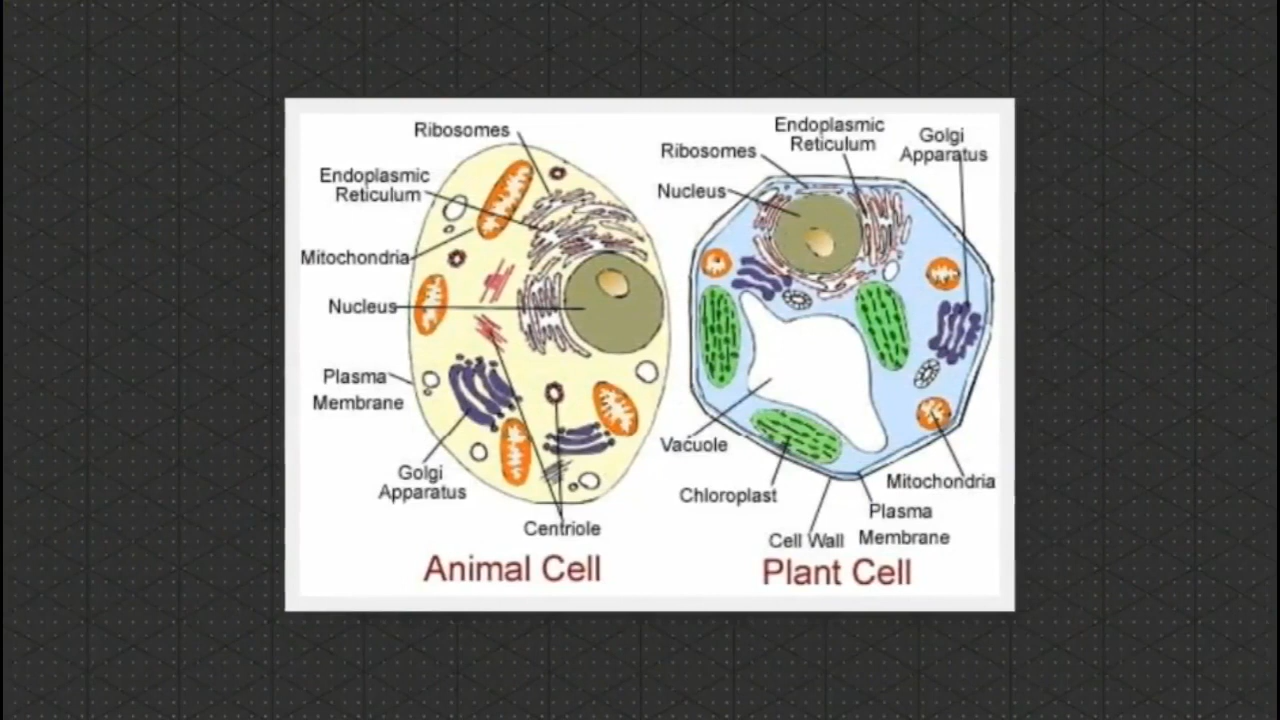 Ribosomes
Endoplasmic
Reticulum
Mitochondria
Nucleus
Plasma
Membrane
Golgi
Apparatus
Centriole
Animal Cell
Endoplasmic
Reticulum
Golgi
Apparatus
Ribosomes
Nucleus
Vacuole
Chloroplast
Cell Wall
Plasma
Membrane
Mitochondria
Plant Cell